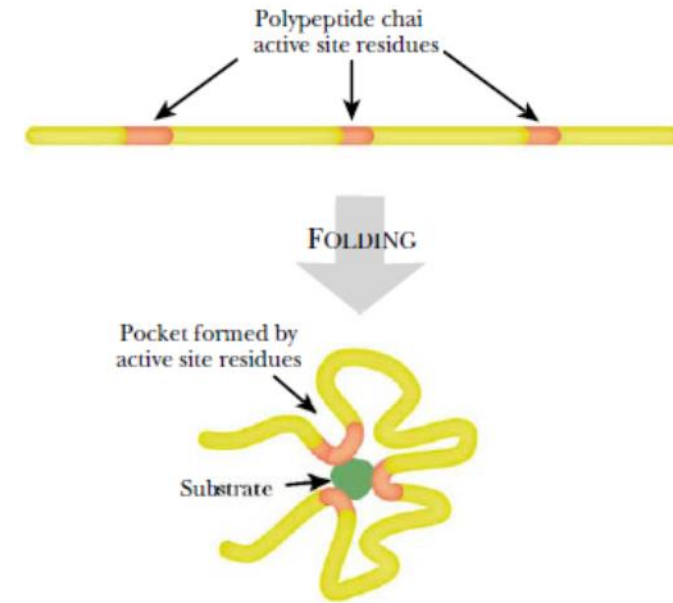 Polypeptide chai
active site residues
FOLDING
Pocket formed by
active site residues
Substrate